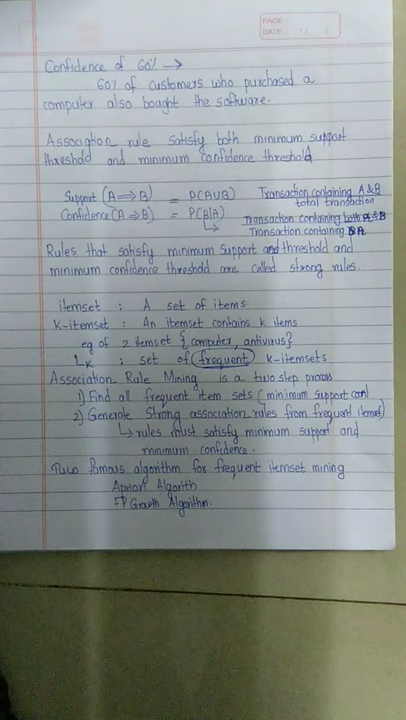 PAGE :
DATE : / /
Confidence of 60% →
60% of customers who purchased a
computer also bought the software.
Association rule satisfy both minimum support
threshold and minimum confidence threshold
Support (A ⇒ B) = P(A∪B) Transaction containing A & B
total transaction
Confidence (A ⇒ B) = P(B|A) Transaction containing both A & B
↳ Transaction containing A
Rules that satisfy minimum support and threshold and
minimum confidence threshold are called strong rules.
itemset : A set of items
K-itemset : An itemset contains k items
eg of 2 itemset {computer, antivirus}
LK : set of frequent k-itemsets
Association Rule Mining is a two step process
1) Find all frequent item sets (minimum support
2) Generate Strong association rules from frequent
↳ rules must satisfy minimum support and
minimum confidence.
Two famous algorithm for frequent itemset mining
Apriori Algorith
FP Growth Algorithm.